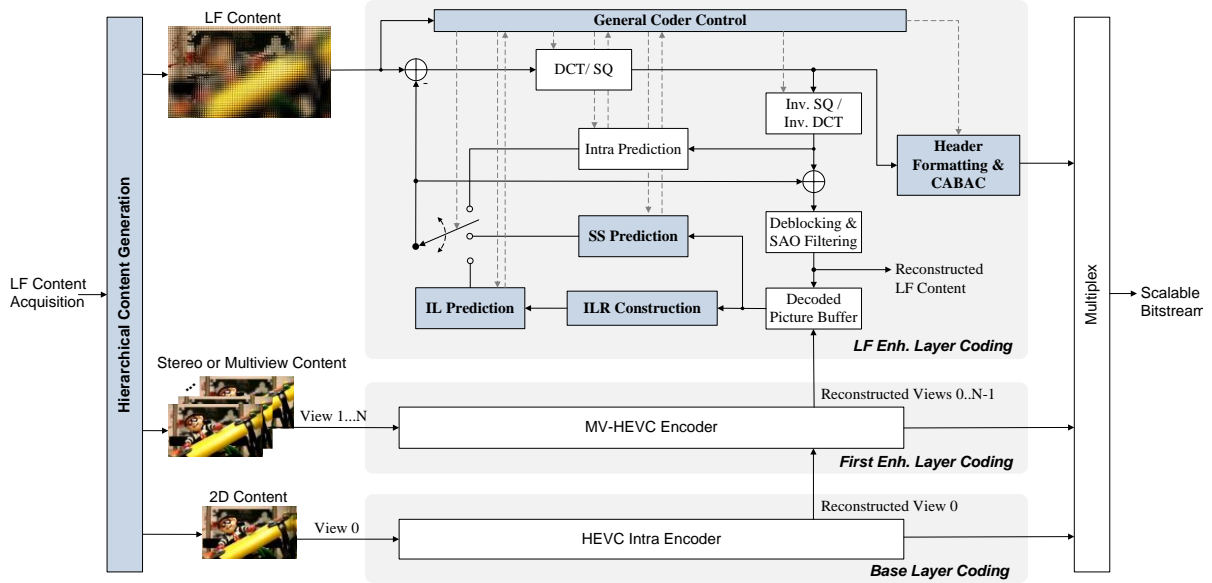 LF Content
General Coder Control
DCT/ SQ
-
Inv. SQ /
Inv. DCT
Intra Prediction
Header
Formatting &
CABAC
Deblocking &
SAO Filtering
SS Prediction
Reconstructed
LF Content
IL Prediction
ILR Construction
Decoded
Picture Buffer
LF Enh. Layer Coding
LF Content
Acquisition
Hierarchical Content Generation
Multiplex
Scalable
Bitstream
Stereo or Multiview Content
...
View 1...N
Reconstructed Views 0..N-1
MV-HEVC Encoder
First Enh. Layer Coding
2D Content
View 0
Reconstructed View 0
HEVC Intra Encoder
Base Layer Coding